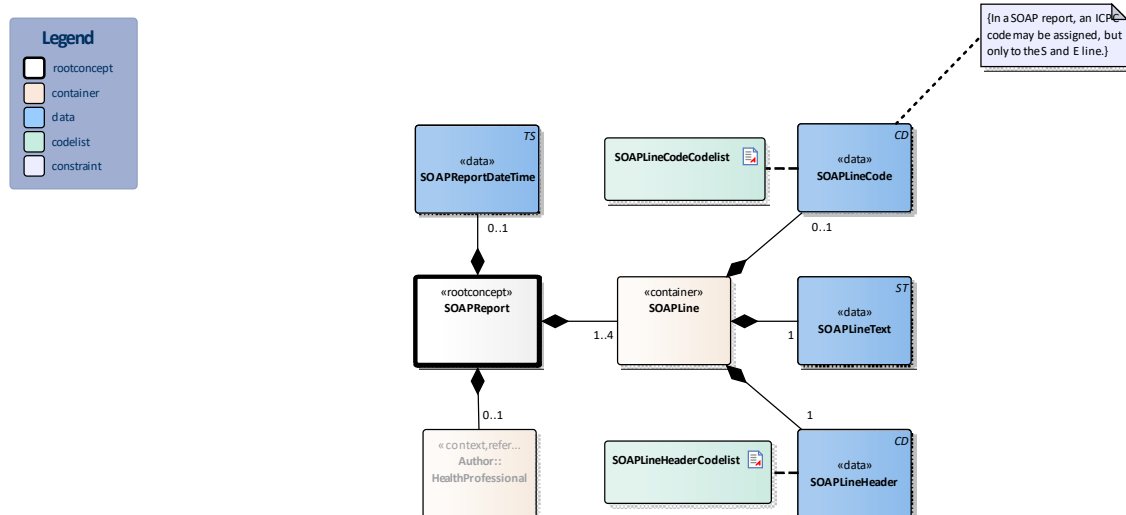 Legend
rootconcept
container
data
codelist
constraint
{In a SOAP report, an ICPC
code may be assigned, but
only to the S and E line.}
TS
«data»
SOAPReportDateTime
SOAPLineCodeCodelist
CD
«data»
SOAPLineCode
0..1
0..1
«rootconcept»
SOAPReport
1..4
«container»
SOAPLine
1
ST
«data»
SOAPLineText
0..1
1
«context,refer...
Author::
HealthProfessional
SOAPLineHeaderCodelist
CD
«data»
SOAPLineHeader